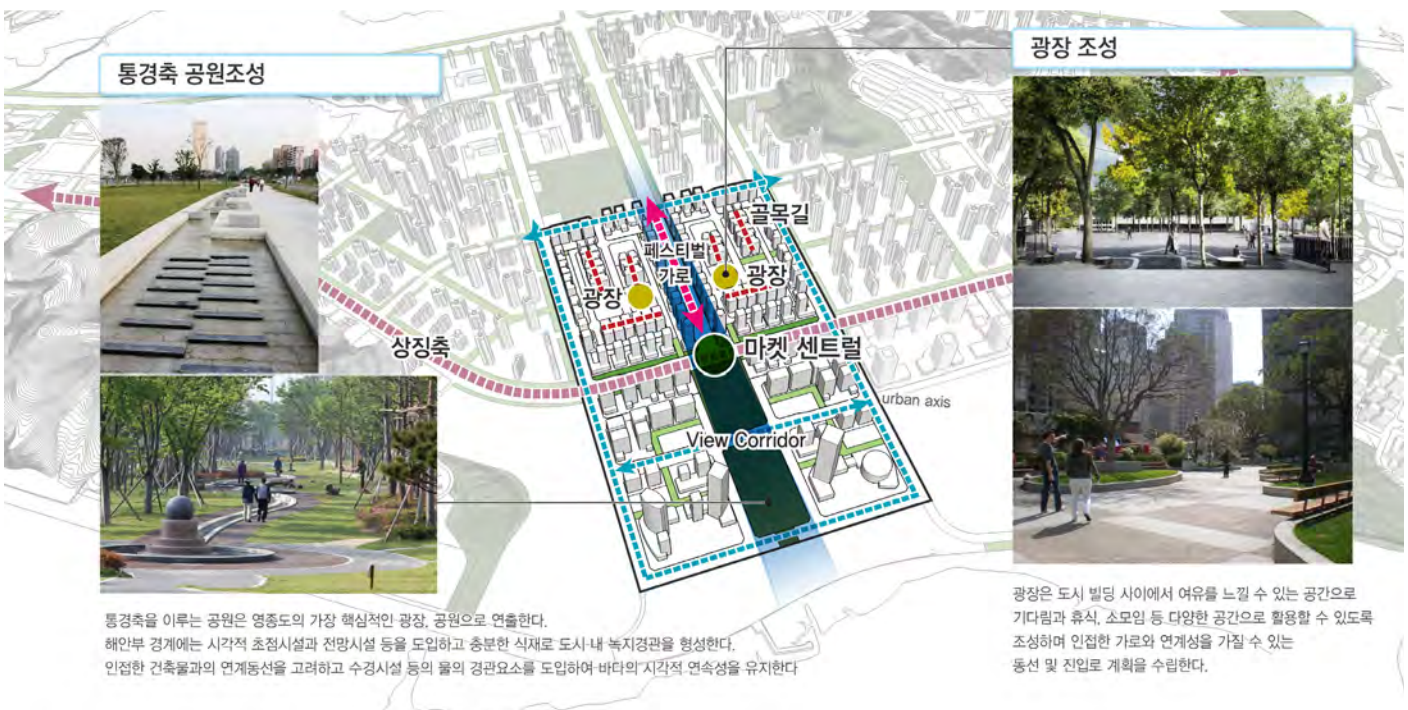 통경축 공원조성
광장 조성
골목길
페스티벌
가로
광장
광장
상징축
마켓 센트럴
urban axis
View Corridor
통경축을 이루는 공원은 영종도의 가장 핵심적인 광장, 공원으로 연출한다.
해안부 경계에는 시각적 초점시설과 전망시설 등을 도입하고 충분한 식재로 도시 내 녹지경관을 형성한다.
인접한 건축물과의 연계동선을 고려하고 수경시설 등의 물의 경관요소를 도입하여 바다의 시각적 연속성을 유지한다
광장은 도시 빌딩 사이에서 여유를 느낄 수 있는 공간으로
기다림과 휴식, 소모임 등 다양한 공간으로 활용할 수 있도록
조성하며 인접한 가로와 연계성을 가질 수 있는
동선 및 진입로 계획을 수립한다.